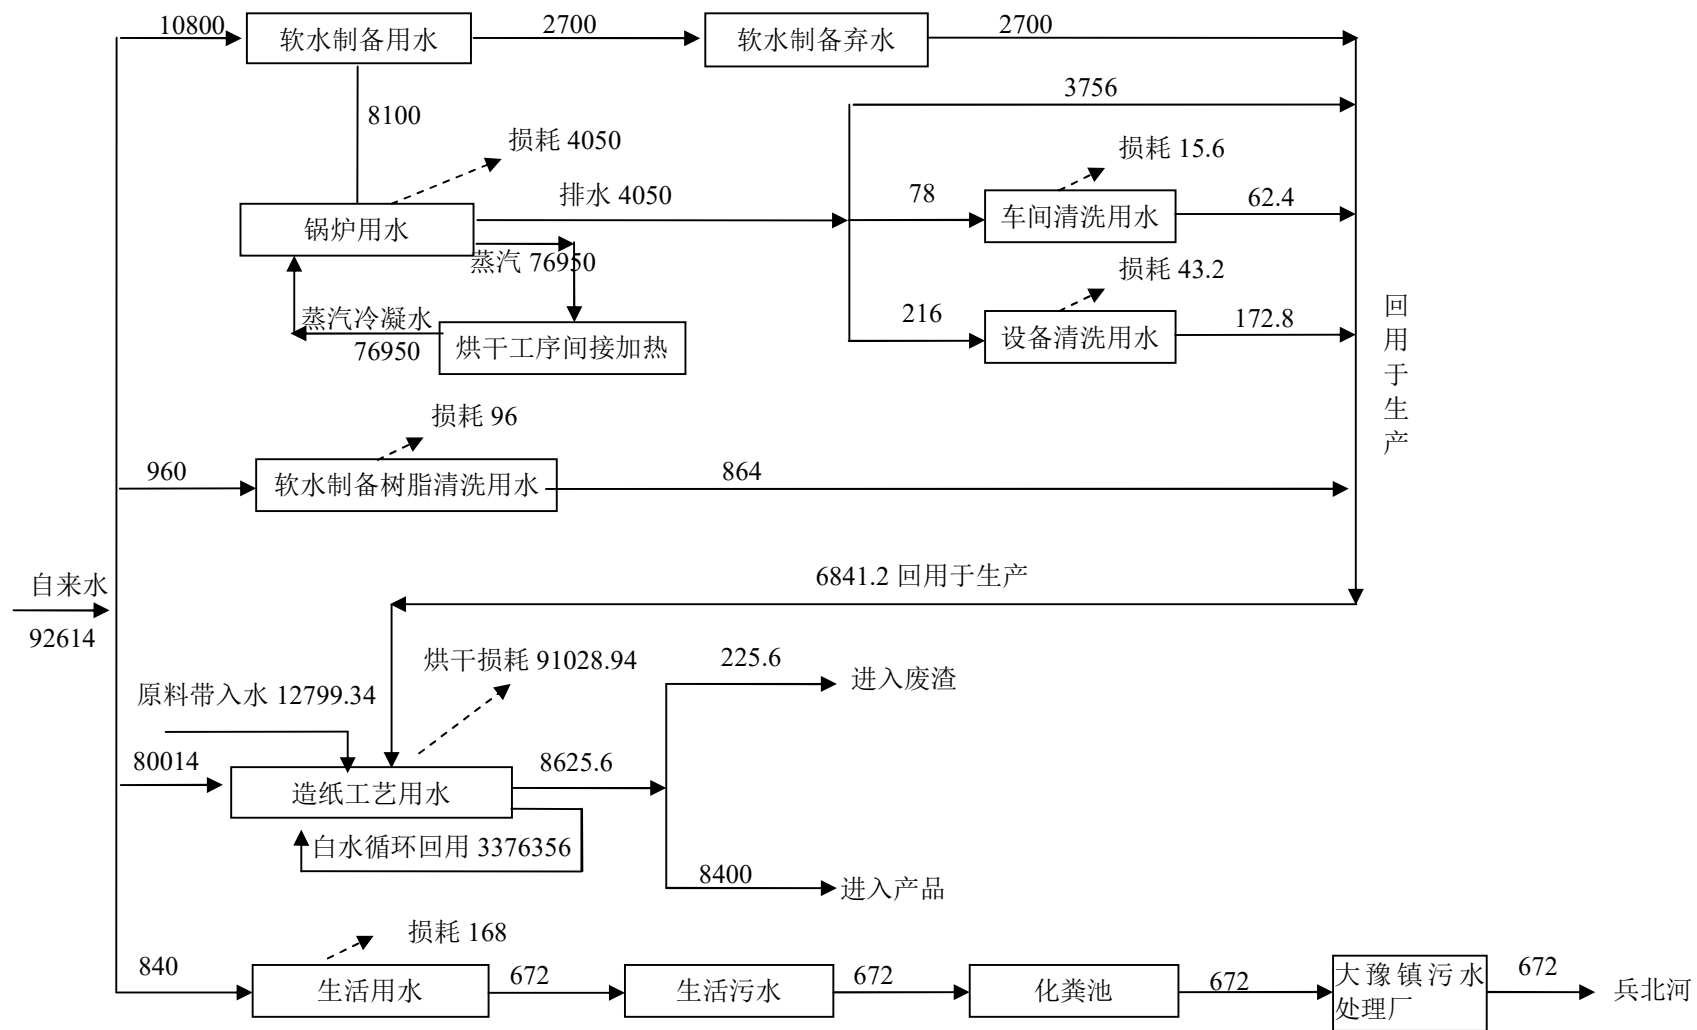 10800
软水制备用水
2700
软水制备弃水
2700
8100
3756
损耗 4050
损耗 15.6
排水 4050
78
车间清洗用水
62.4
锅炉用水
蒸汽 76950
损耗 43.2
216
设备清洗用水
172.8
蒸汽冷凝水
76950
烘干工序间接加热
回用于生产
损耗 96
960
软水制备树脂清洗用水
864
自来水
92614
6841.2 回用于生产
烘干损耗 91028.94
225.6
进入废渣
原料带入水 12799.34
80014
造纸工艺用水
8625.6
白水循环回用 3376356
8400
进入产品
损耗 168
840
生活用水
672
生活污水
672
化粪池
672
大豫镇污水
处理厂
672
兵北河